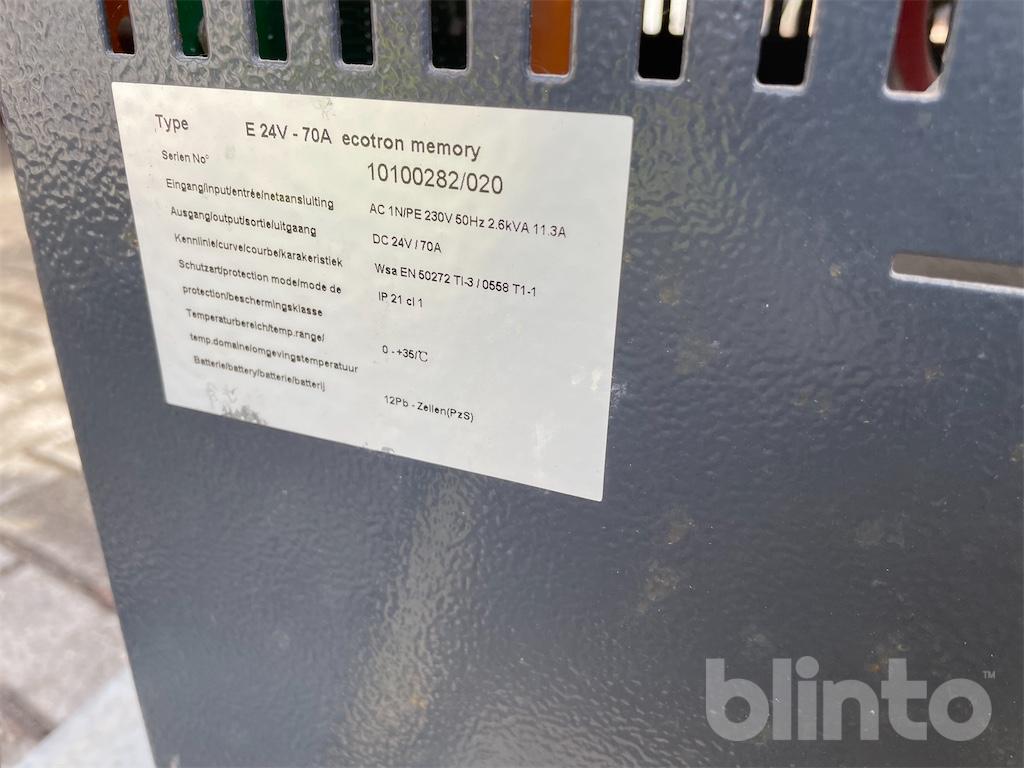 Type E 24V - 70A ecotron memory
Serien No° 10100282/020
Eingang/input/entrée/netaansluiting AC 1N/PE 230V 50Hz 2.6kVA 11.3A
Ausgang/output/sortie/uitgaang DC 24V / 70A
Kennlinie/curve/courbe/karakeristiek Wsa EN 50272 TI-3 / 0558 T1-1
Schutzart/protection mode/mode de IP 21 cl 1
protection/beschermingsklasse
Temperaturbereich/temp.range/ 0 - +35/°C
temp.domaine/omgevingstemperatuur
Batterie/battery/batterie/batterij 12Pb - Zellen(PzS)
blinto™